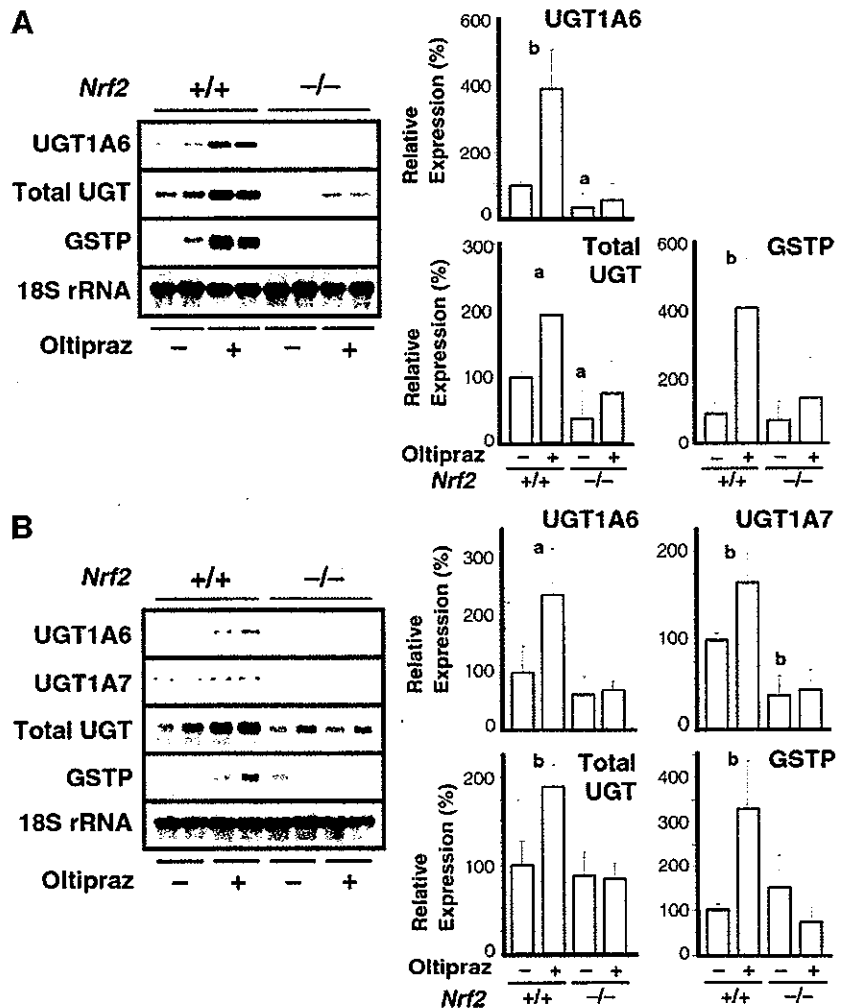 A
Nrf2 +/+ −/−
UGT1A6
Total UGT
GSTP
18S rRNA
Oltipraz − + − +
UGT1A6
Relative
Expression (%)
600
400
200
0
b
a
Total
UGT
Relative
Expression (%)
300
200
100
0
a
a
Oltipraz − + − +
Nrf2 +/+ −/−
GSTP
600
400
200
0
b
− + − +
+/+ −/−
B
Nrf2 +/+ −/−
UGT1A6
UGT1A7
Total UGT
GSTP
18S rRNA
Oltipraz − + − +
UGT1A6
Relative
Expression (%)
300
200
100
0
a
UGT1A7
200
100
0
b
b
Total
UGT
Relative
Expression (%)
200
100
0
b
Oltipraz − + − +
Nrf2 +/+ −/−
GSTP
400
300
200
100
0
b
− + − +
+/+ −/−